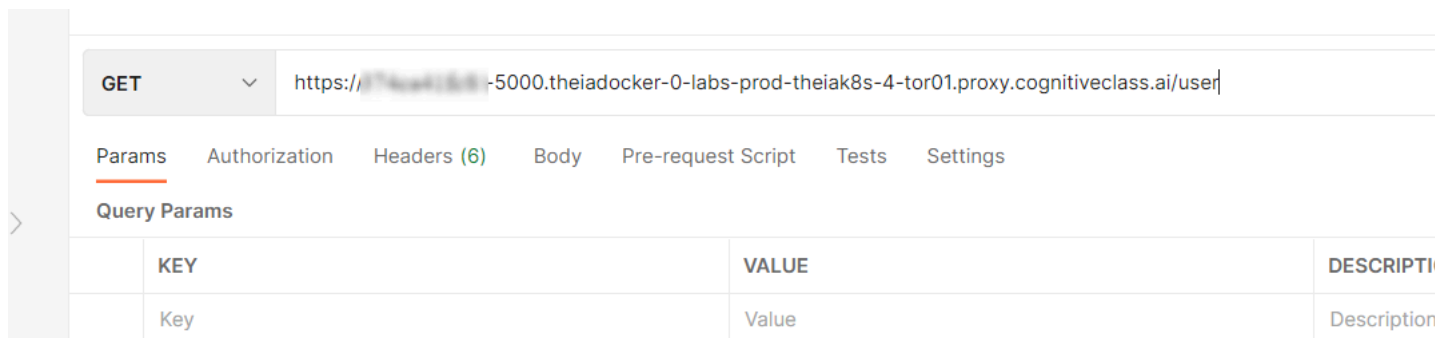 GET https:/ -5000.theiadocker-0-labs-prod-theiak8s-4-tor01.proxy.cognitiveclass.ai/user
Params Authorization Headers (6) Body Pre-request Script Tests Settings
Query Params
KEY VALUE DESCRIPTI
Key Value Description